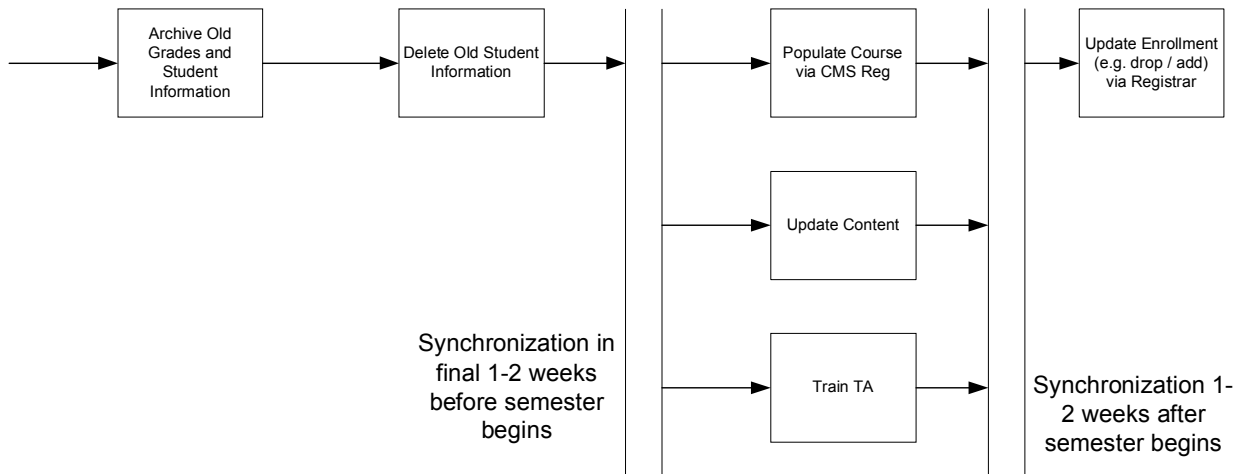 Archive Old
Grades and
Student
Information
Delete Old Student
Information
Populate Course
via CMS Reg
Update Enrollment
(e.g. drop / add)
via Registrar
Update Content
Synchronization in
final 1-2 weeks
before semester
begins
Train TA
Synchronization 1-
2 weeks after
semester begins